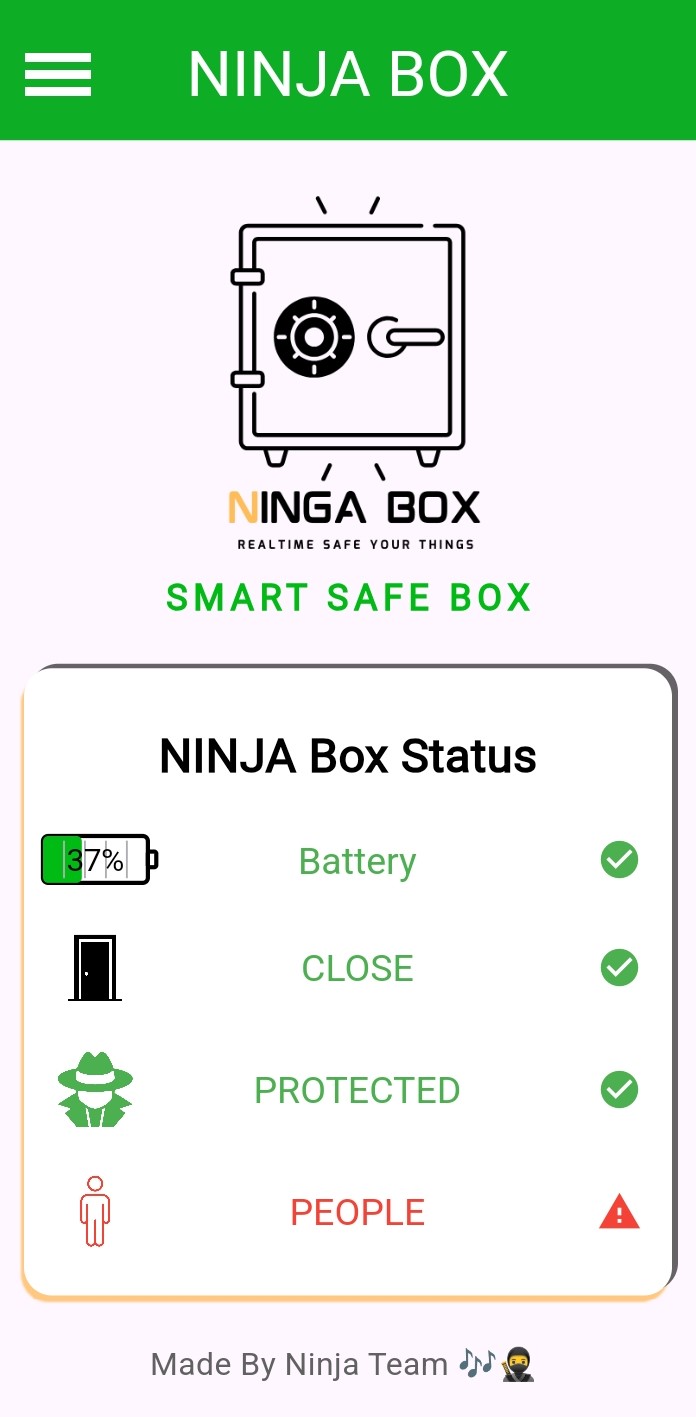 NINJA BOX
NINGA BOX
REALTIME SAFE YOUR THINGS
SMART SAFE BOX
NINJA Box Status
37% Battery
CLOSE
PROTECTED
PEOPLE
Made By Ninja Team 🎶🥷